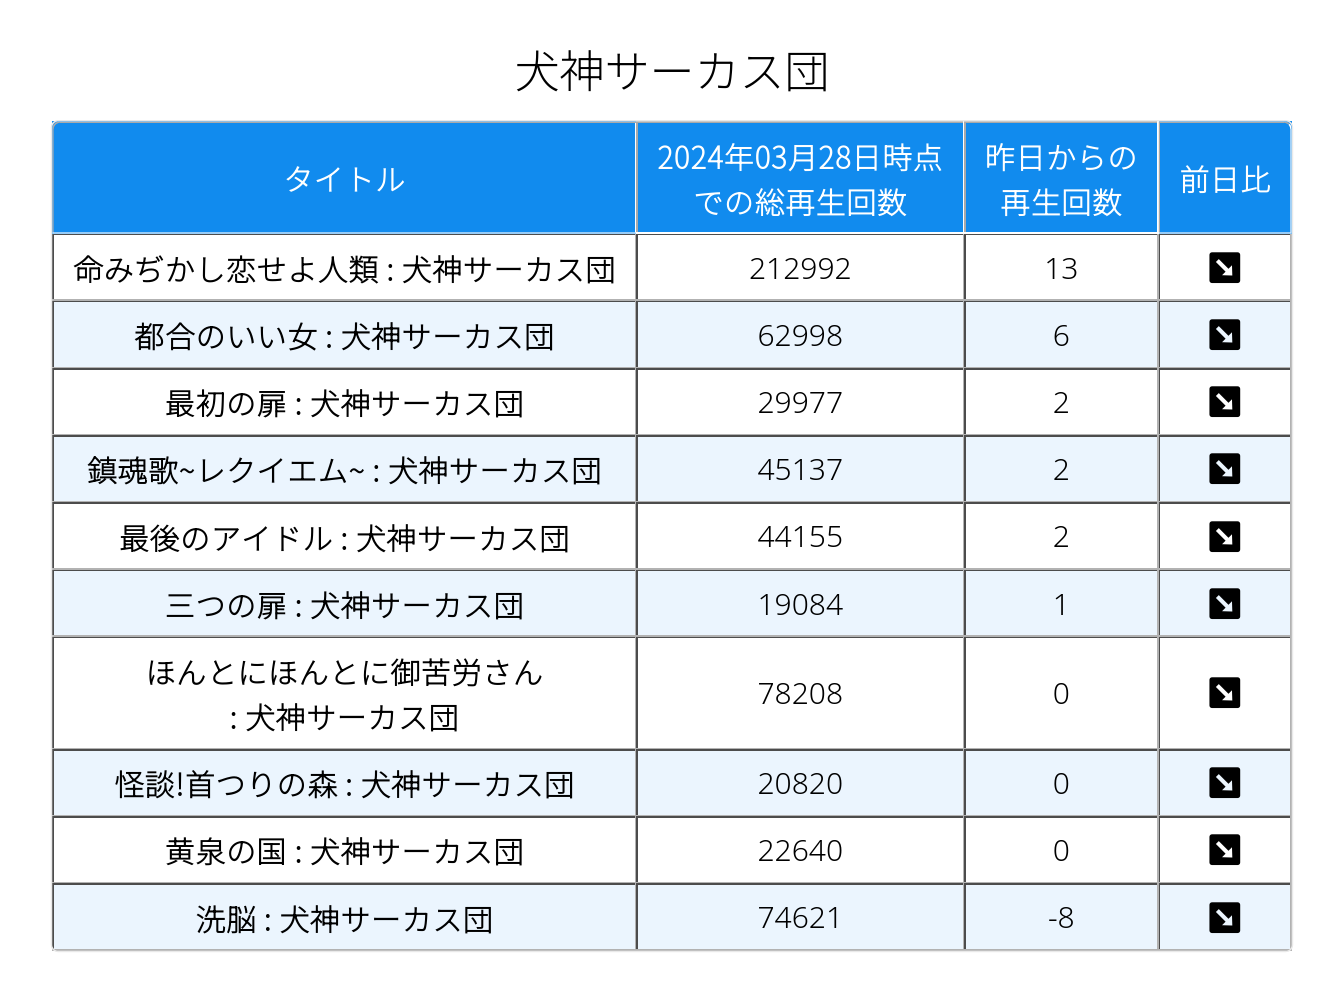 犬神サーカス団
タイトル
2024年03月28日時点
での総再生回数
昨日からの
再生回数
前日比
命みぢかし恋せよ人類 : 犬神サーカス団
212992
13
都合のいい女 : 犬神サーカス団
62998
6
最初の扉 : 犬神サーカス団
29977
2
鎮魂歌~レクイエム~ : 犬神サーカス団
45137
2
最後のアイドル : 犬神サーカス団
44155
2
三つの扉 : 犬神サーカス団
19084
1
ほんとにほんとに御苦労さん
: 犬神サーカス団
78208
0
怪談!首つりの森 : 犬神サーカス団
20820
0
黄泉の国 : 犬神サーカス団
22640
0
洗脳 : 犬神サーカス団
74621
-8